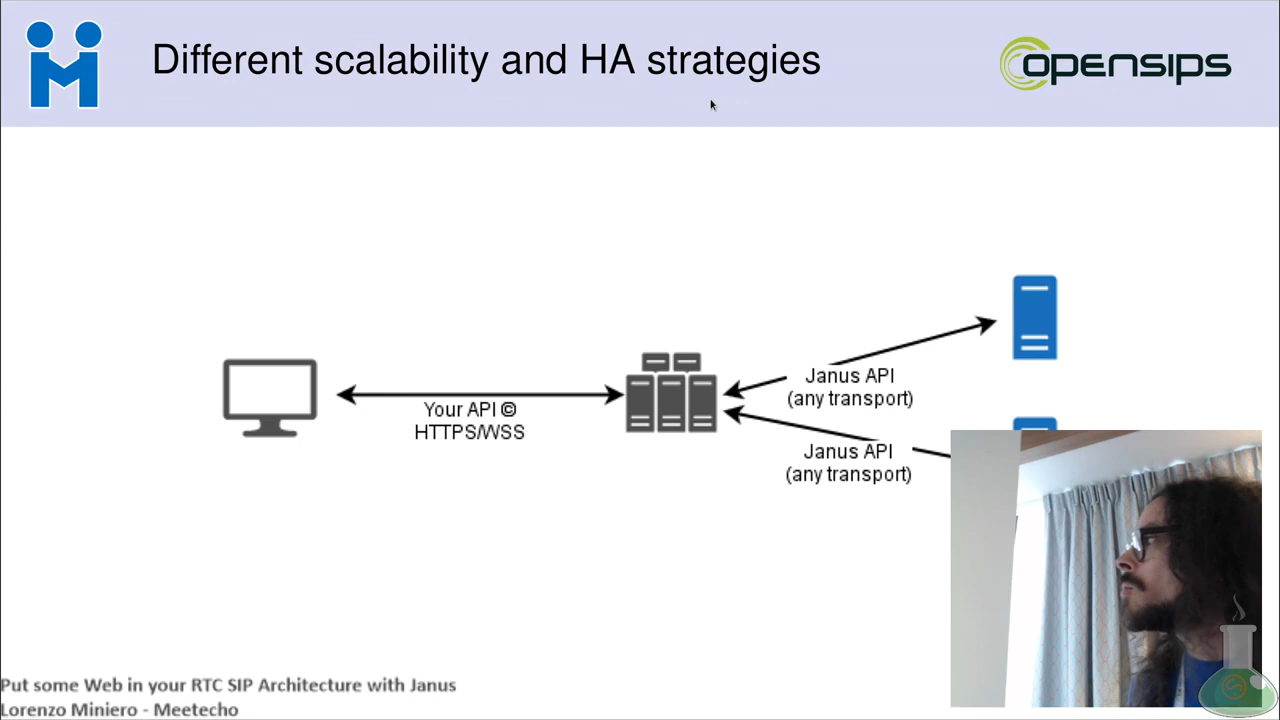 Different scalability and HA strategies
opensips
Janus API
(any transport)
Your API ©
HTTPS/WSS
Janus API
(any transport)
Put some Web in your RTC SIP Architecture with Janus
Lorenzo Miniero - Meetecho